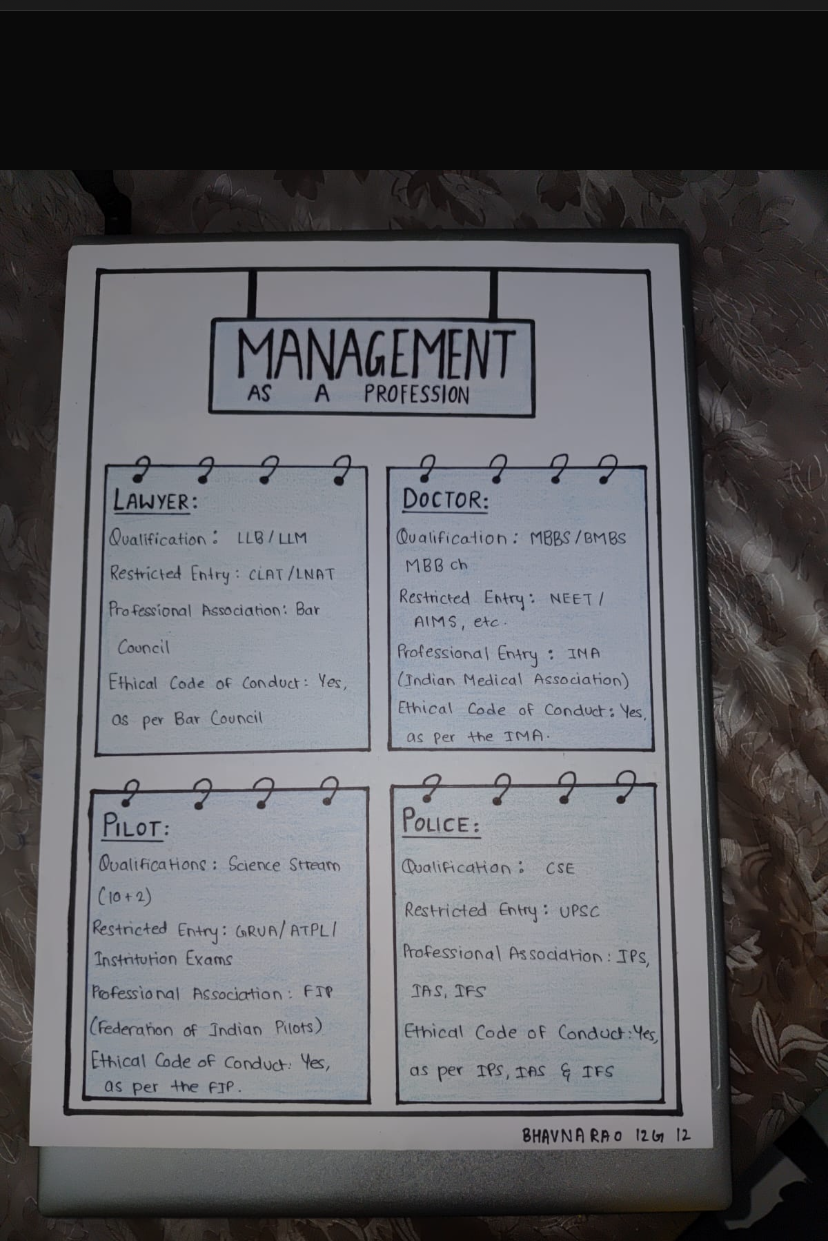 MANAGEMENT
AS A PROFESSION
LAWYER:
Qualification: LLB/LLM
Restricted Entry: CLAT/LNAT
Professional Association: Bar
Council
Ethical Code of Conduct: Yes,
as per Bar Council
DOCTOR:
Qualification: MBBS/BMBS
MBB ch
Restricted Entry: NEET/
AIMS, etc.
Professional Entry: IMA
(Indian Medical Association)
Ethical Code of Conduct: Yes,
as per the IMA.
PILOT:
Qualifications: Science Stream
(10+2)
Restricted Entry: GRUA/ATPL/
Institution Exams
Professional Association: FIP
(Federation of Indian Pilots)
Ethical Code of Conduct: Yes,
as per the FIP.
POLICE:
Qualification: CSE
Restricted Entry: UPSC
Professional Association: IPS,
IAS, IFS
Ethical Code of Conduct: Yes,
as per IPS, IAS & IFS
BHAVNA RAO 12G 12